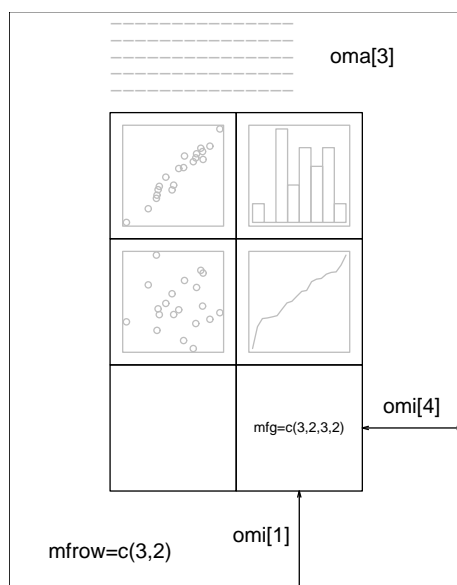 oma[3]
omi[4]
mfg=c(3,2,3,2)
omi[1]
mfrow=c(3,2)